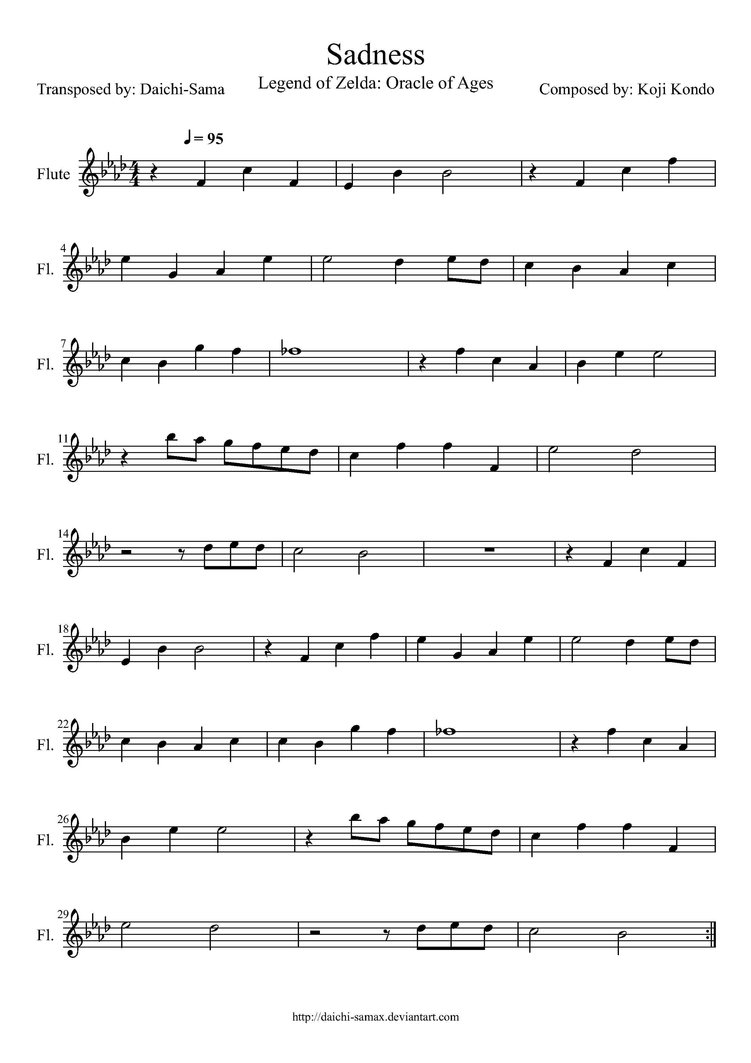 Sadness
Legend of Zelda: Oracle of Ages
Transposed by: Daichi-Sama
Composed by: Koji Kondo
♩ = 95
Flute
4
4
4
Fl.
7
Fl.
11
Fl.
14
Fl.
18
Fl.
22
Fl.
26
Fl.
29
Fl.
http://daichi-samax.deviantart.com